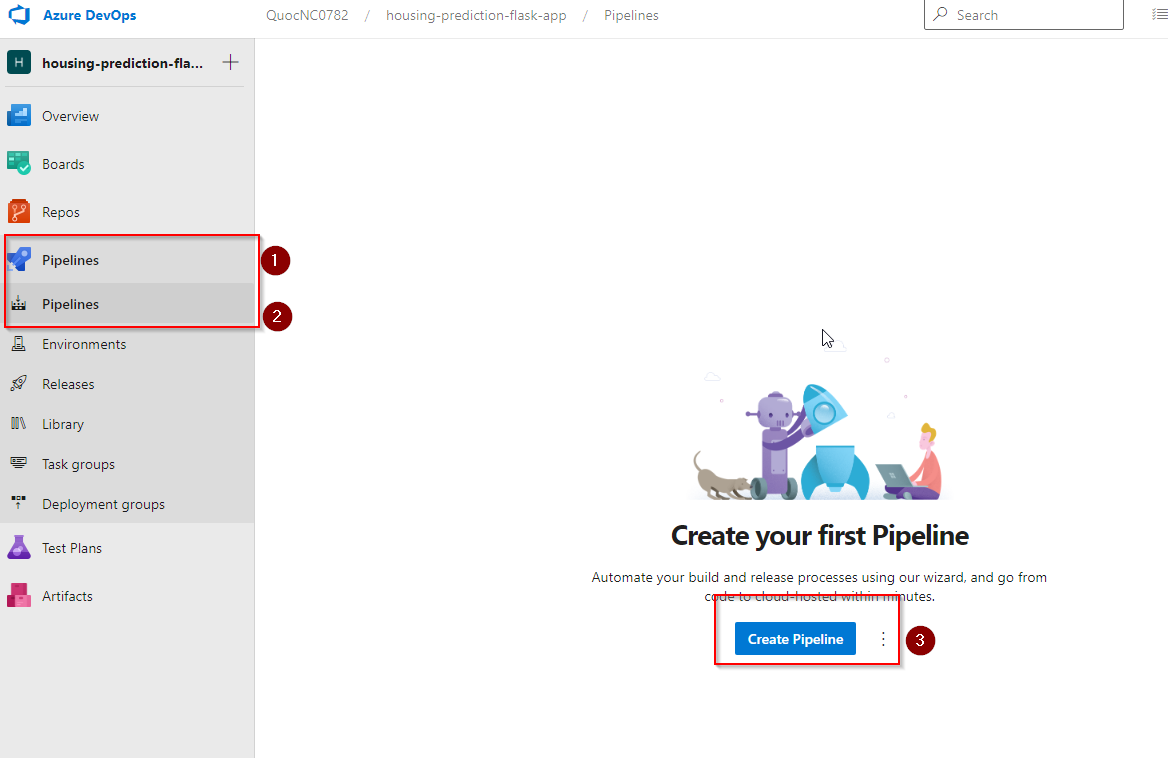 Azure DevOps
QuocNC0782 / housing-prediction-flask-app / Pipelines
Search
H
housing-prediction-fla...
Overview
Boards
Repos
Pipelines
1
Pipelines
2
Environments
Releases
Library
Task groups
Deployment groups
Test Plans
Artifacts
Create your first Pipeline
Automate your build and release processes using our wizard, and go from
code to cloud-hosted within minutes.
Create Pipeline
3